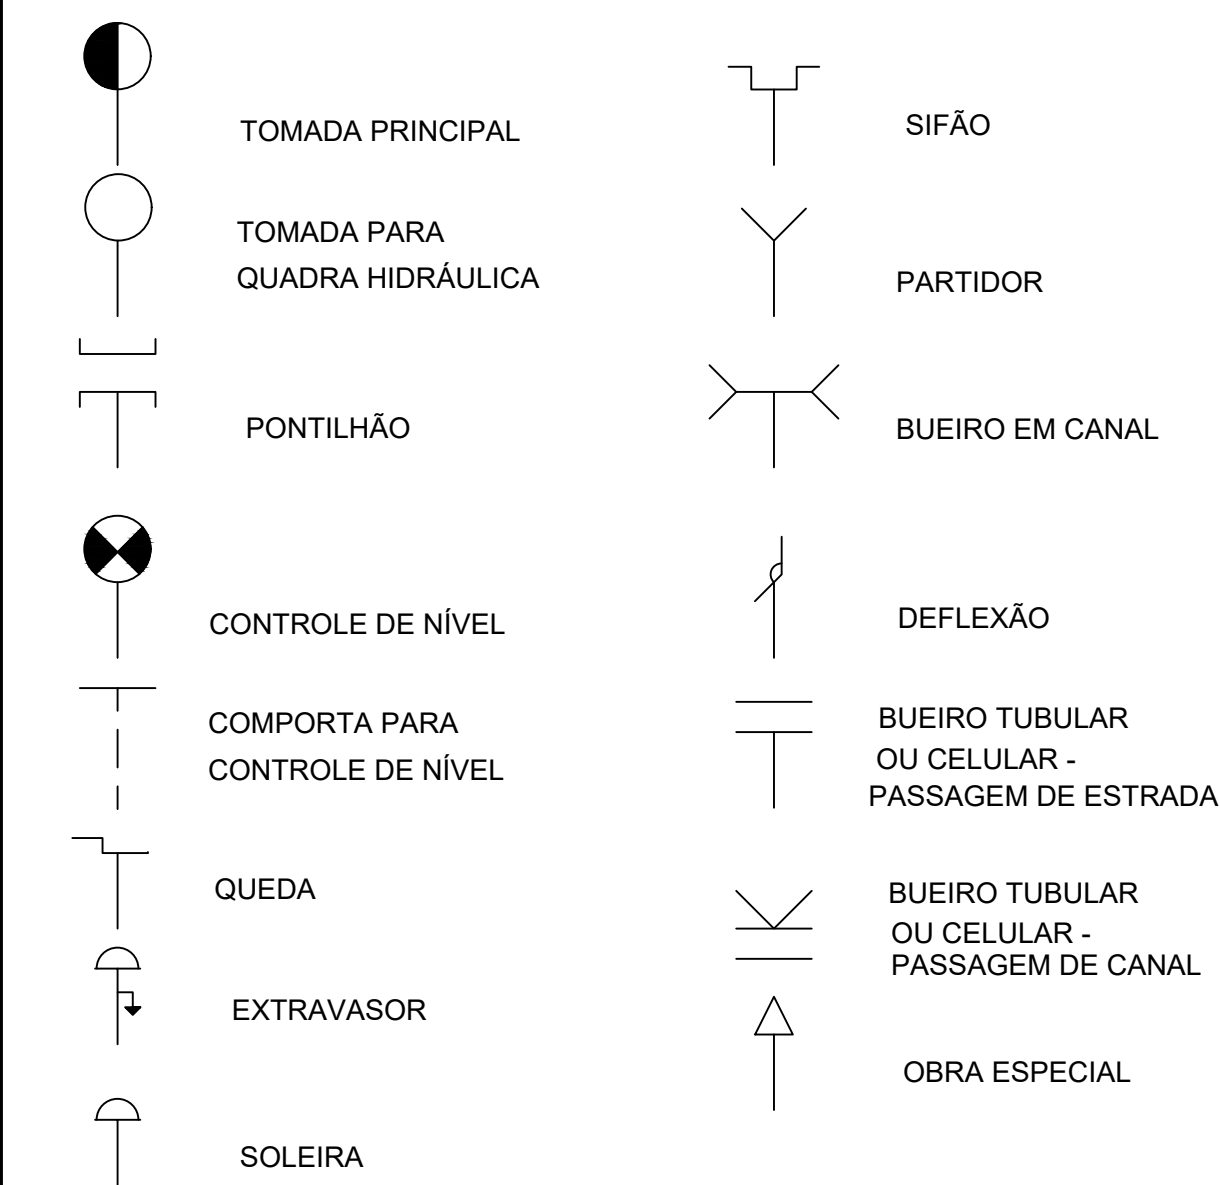 TOMADA PRINCIPAL
TOMADA PARA
QUADRA HIDRÁULICA
PONTILHÃO
CONTROLE DE NÍVEL
COMPORTA PARA
CONTROLE DE NÍVEL
QUEDA
EXTRAVASOR
SOLEIRA
SIFÃO
PARTIDOR
BUEIRO EM CANAL
DEFLEXÃO
BUEIRO TUBULAR
OU CELULAR -
PASSAGEM DE ESTRADA
BUEIRO TUBULAR
OU CELULAR -
PASSAGEM DE CANAL
OBRA ESPECIAL